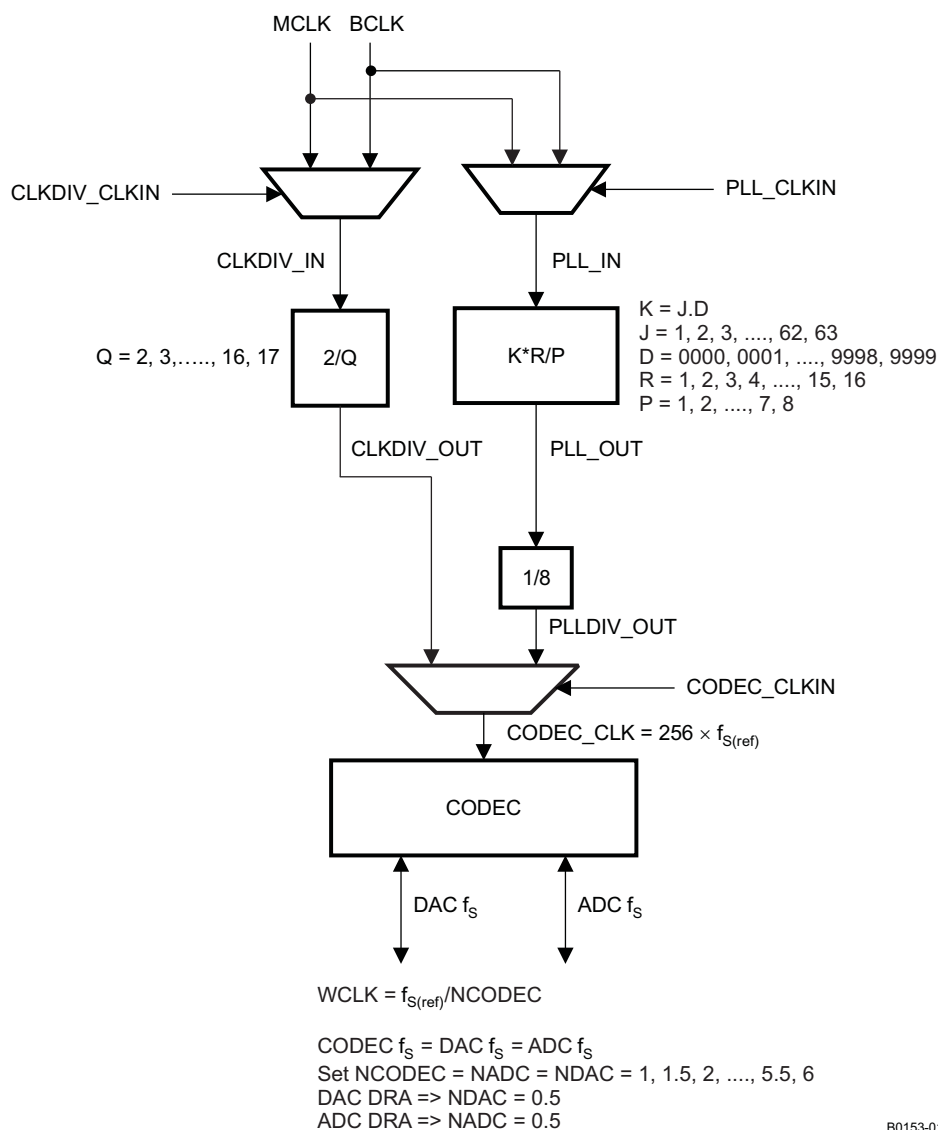 MCLK BCLK
CLKDIV_CLKIN
PLL_CLKIN
CLKDIV_IN
PLL_IN
Q = 2, 3,....., 16, 17
2/Q
K*R/P
K = J.D
J = 1, 2, 3, ...., 62, 63
D = 0000, 0001, ...., 9998, 9999
R = 1, 2, 3, 4, ...., 15, 16
P = 1, 2, ...., 7, 8
CLKDIV_OUT
PLL_OUT
1/8
PLLDIV_OUT
CODEC_CLKIN
CODEC_CLK = 256 × fS(ref)
CODEC
DAC fS
ADC fS
WCLK = fS(ref)/NCODEC
CODEC fS = DAC fS = ADC fS
Set NCODEC = NADC = NDAC = 1, 1.5, 2, ...., 5.5, 6
DAC DRA => NDAC = 0.5
ADC DRA => NADC = 0.5